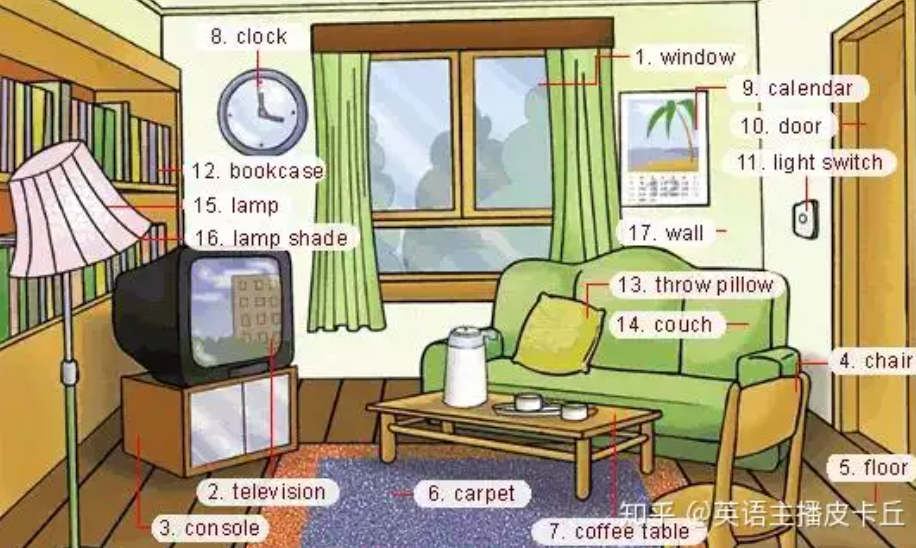 8. clock
1. window
9. calendar
10. door
11. light switch
12. bookcase
15. lamp
16. lamp shade
17. wall
13. throw pillow
14. couch
4. chair
5. floor
2. television
6. carpet
3. console
7. coffee table
知乎 @英语主播皮卡丘
12